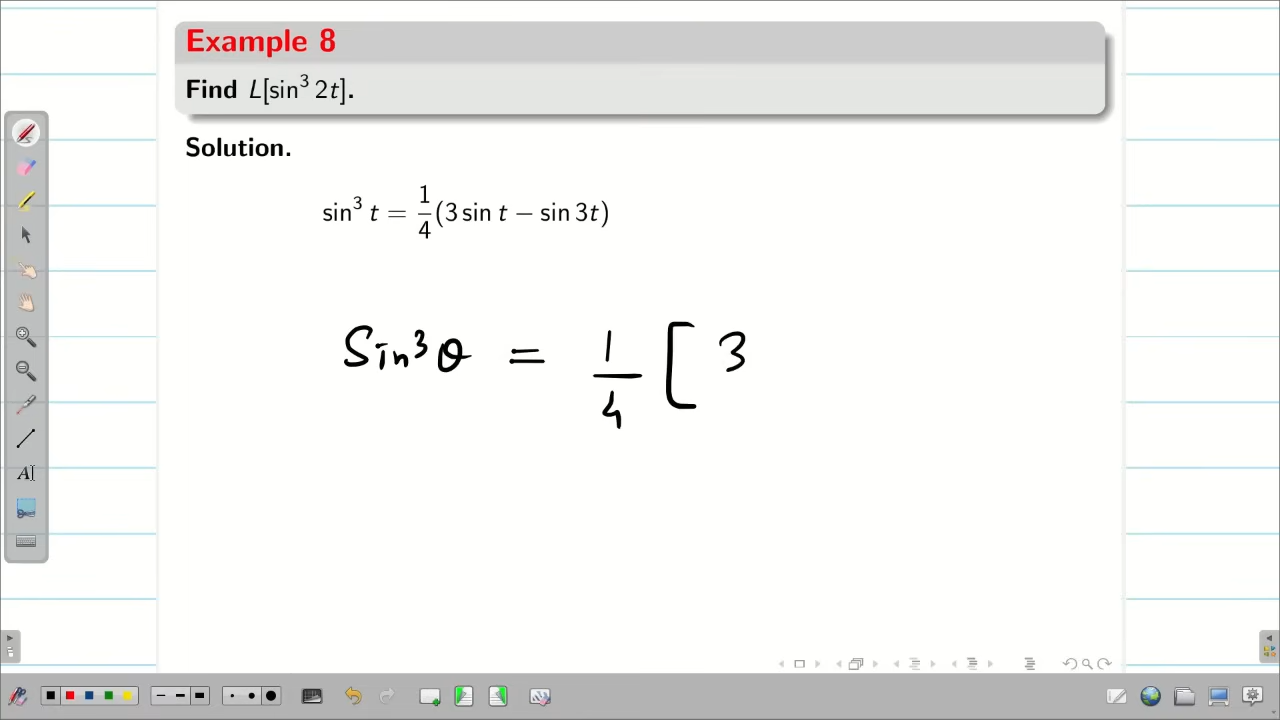 Example 8
Find L[sin³ 2t].
Solution.
sin³ t = 1/4(3 sin t − sin 3t)
Sin³θ = 1/4 [ 3